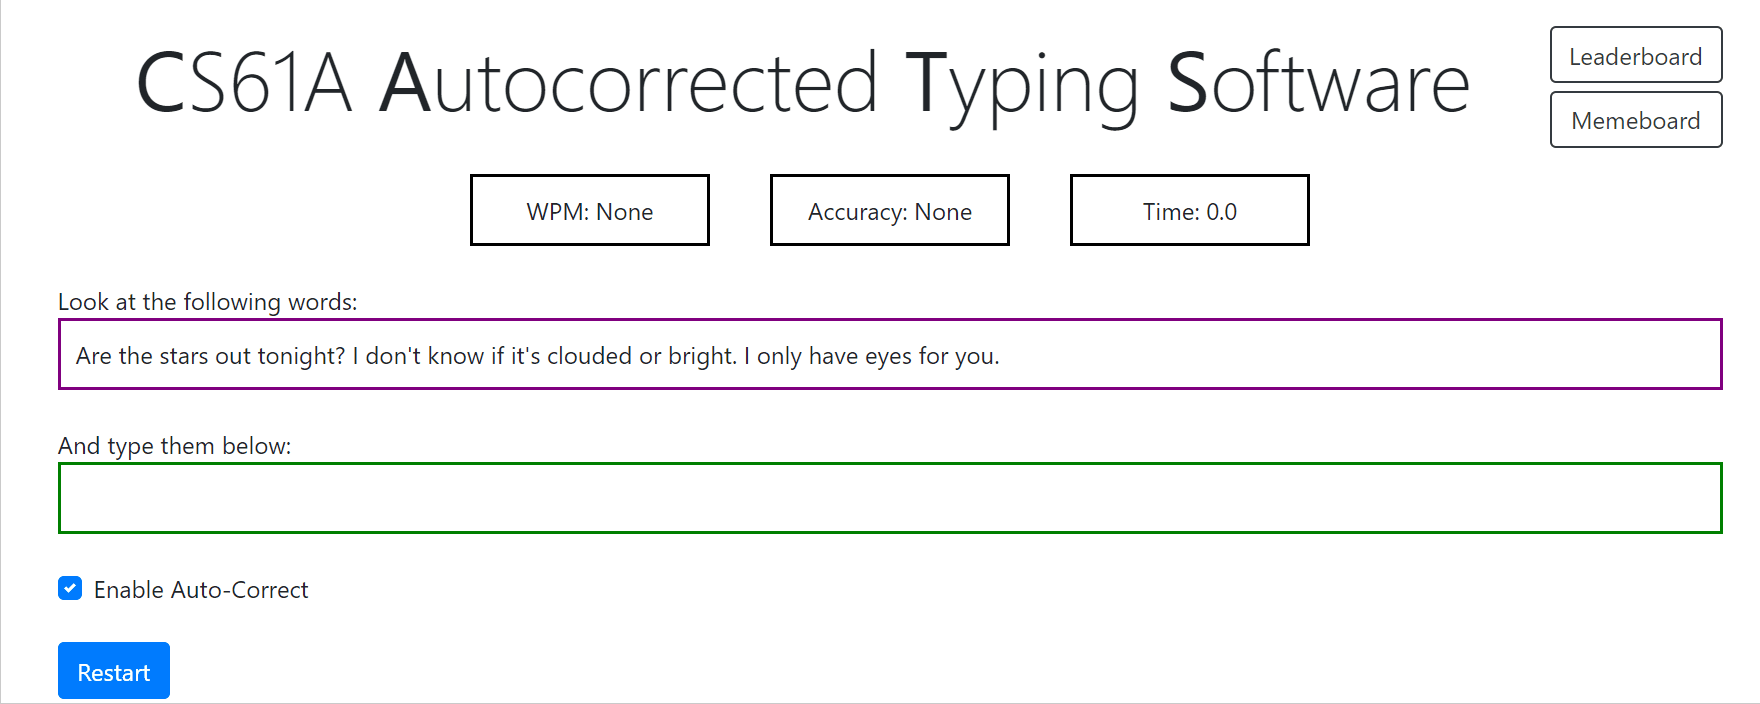 CS61A Autocorrected Typing Software
Leaderboard
Memeboard
WPM: None
Accuracy: None
Time: 0.0
Look at the following words:
Are the stars out tonight? I don't know if it's clouded or bright. I only have eyes for you.
And type them below:
Enable Auto-Correct
Restart